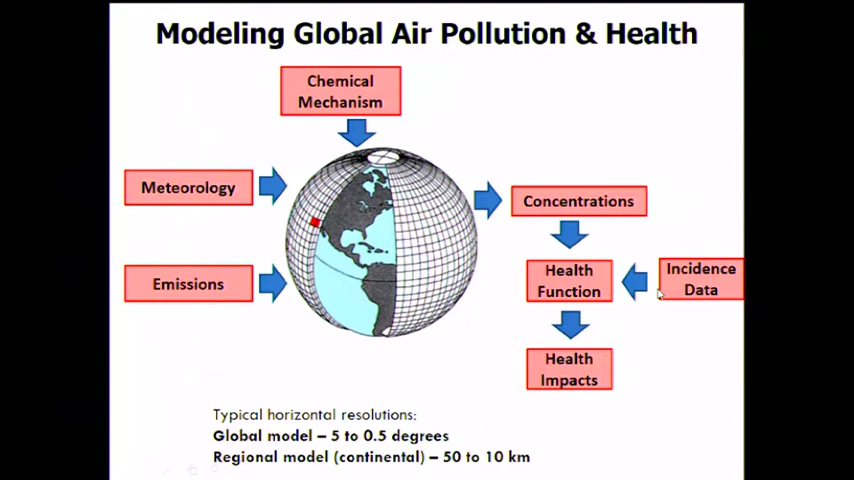 Modeling Global Air Pollution & Health
Chemical
Mechanism
Meteorology
Emissions
Concentrations
Health
Function
Incidence
Data
Health
Impacts
Typical horizontal resolutions:
Global model – 5 to 0.5 degrees
Regional model (continental) – 50 to 10 km